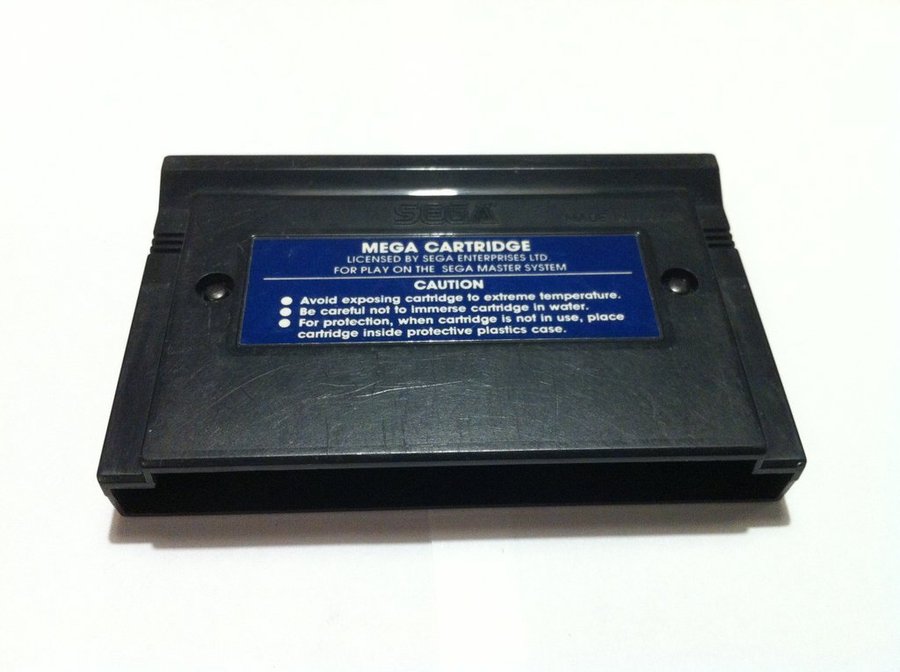 SEGA
MEGA CARTRIDGE
LICENSED BY SEGA ENTERPRISES LTD.
FOR PLAY ON THE SEGA MASTER SYSTEM
CAUTION
● Avoid exposing cartridge to extreme temperature.
● Be careful not to immerse cartridge in water.
● For protection, when cartridge is not in use, place
cartridge inside protective plastics case.